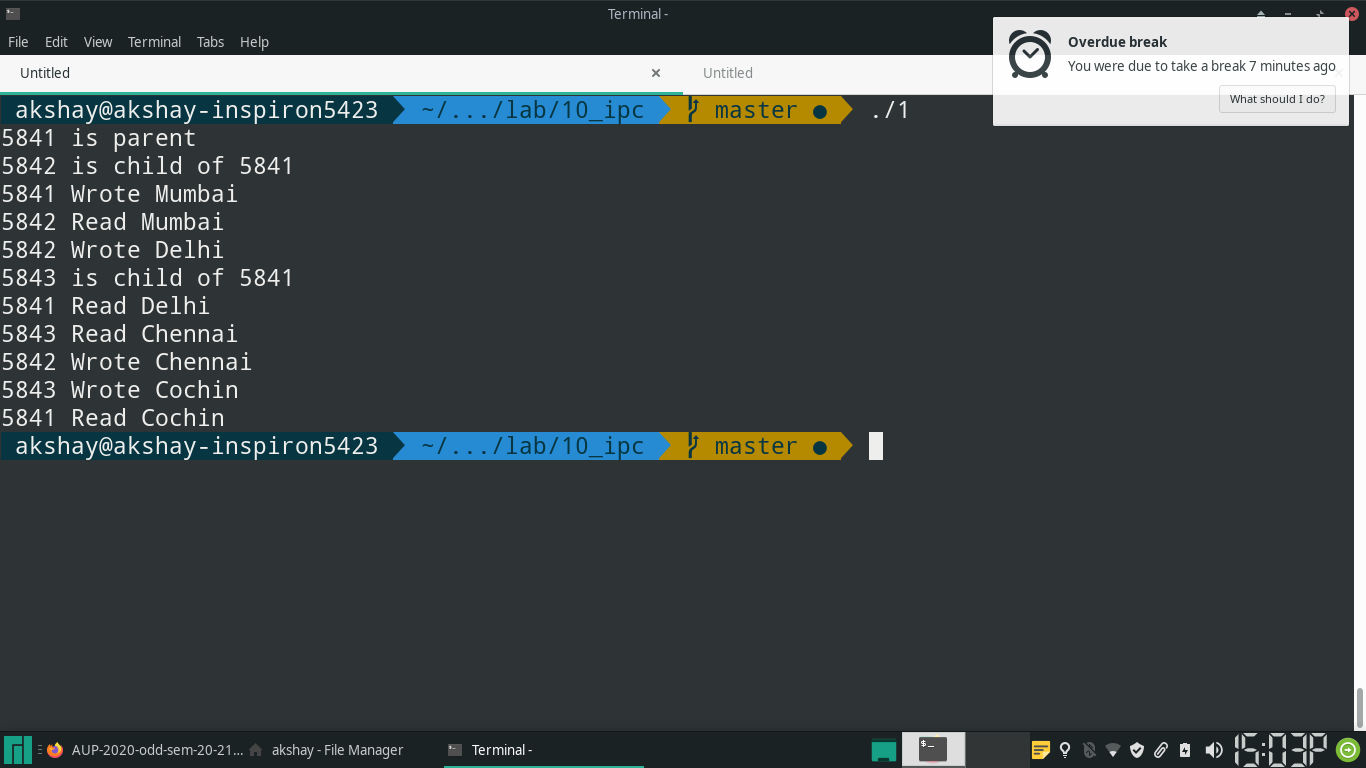 Terminal -
File Edit View Terminal Tabs Help
Overdue break
You were due to take a break 7 minutes ago
What should I do?
Untitled
Untitled
akshay@akshay-inspiron5423 ~/.../lab/10_ipc master ● ./1
5841 is parent
5842 is child of 5841
5841 Wrote Mumbai
5842 Read Mumbai
5842 Wrote Delhi
5843 is child of 5841
5841 Read Delhi
5843 Read Chennai
5842 Wrote Chennai
5843 Wrote Cochin
5841 Read Cochin
akshay@akshay-inspiron5423 ~/.../lab/10_ipc master ●
AUP-2020-odd-sem-20-21... akshay - File Manager Terminal - 15:03P